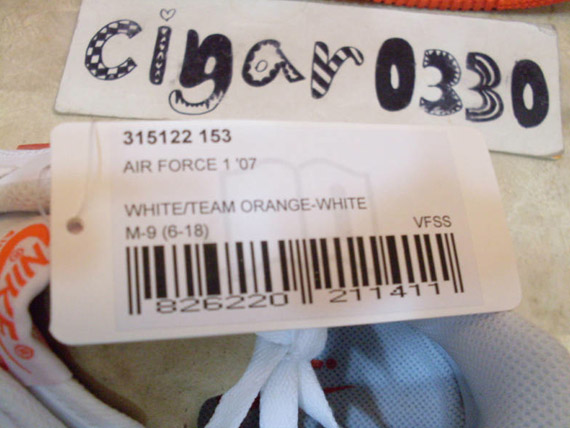 cigar0330
315122 153
AIR FORCE 1 '07
WHITE/TEAM ORANGE-WHITE
M-9 (6-18)
VFSS
826220 211411
NIKE ®